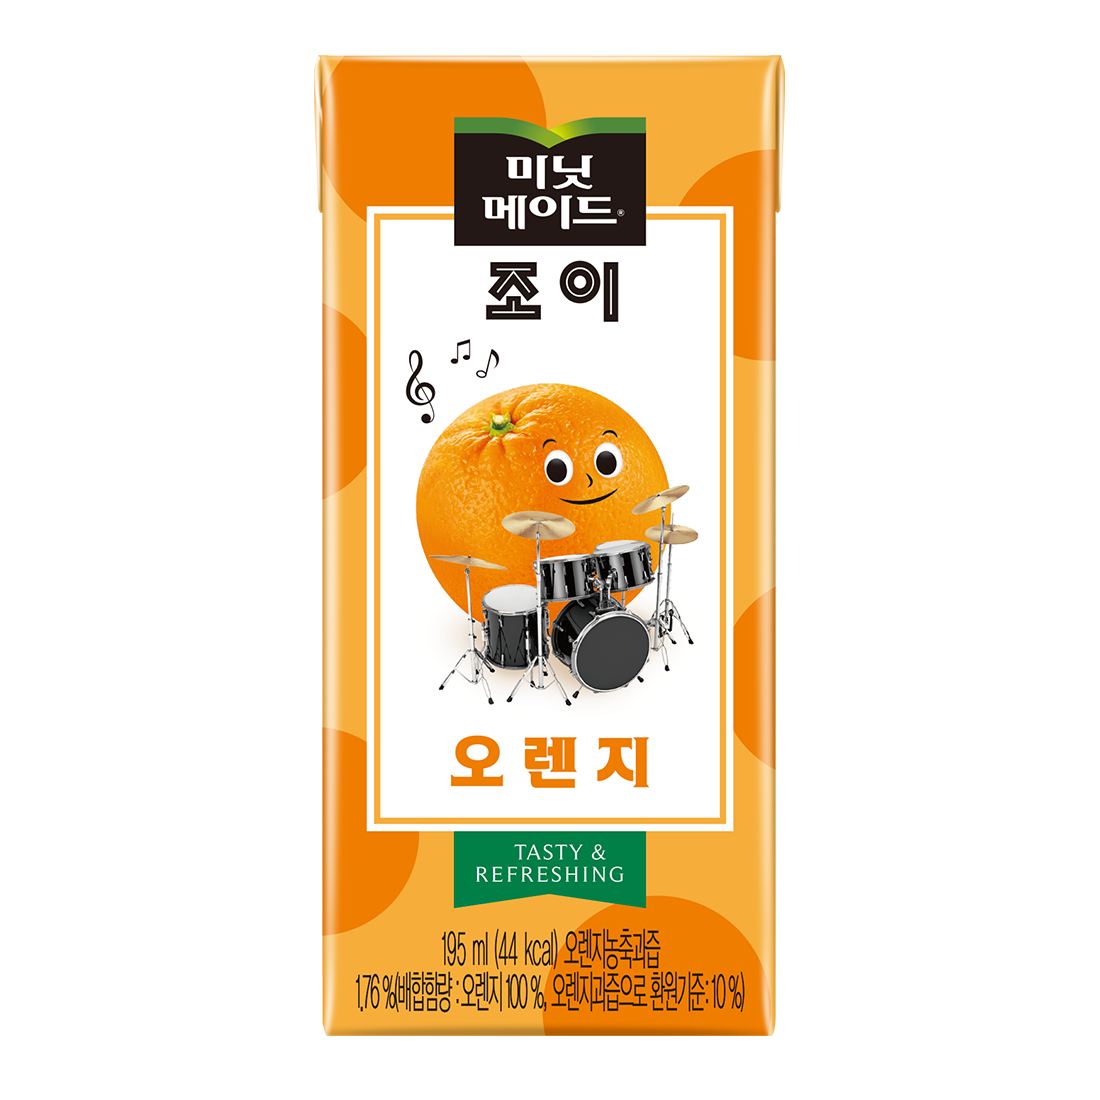 미닛
메이드®
조이
오렌지
TASTY &
REFRESHING
195 ml (44 kcal) 오렌지농축과즙
1.76 %(배합함량 : 오렌지 100 %, 오렌지과즙으로 환원기준 : 10 %)